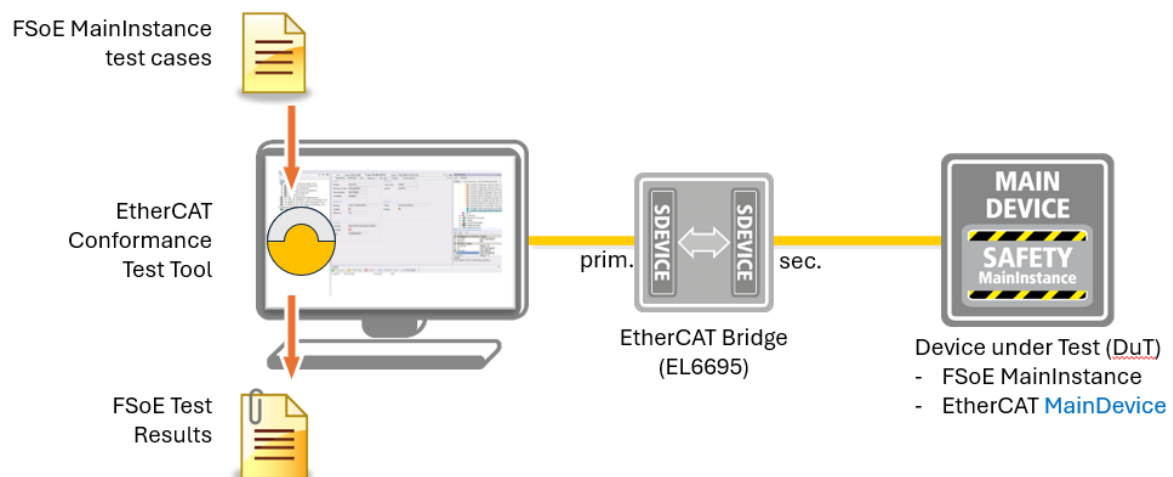 FSoE MainInstance
test cases
EtherCAT
Conformance
Test Tool
FSoE Test
Results
prim.
SDEVICE
SDEVICE
sec.
EtherCAT Bridge
(EL6695)
MAIN
DEVICE
SAFETY
MainInstance
Device under Test (DuT)
- FSoE MainInstance
- EtherCAT MainDevice